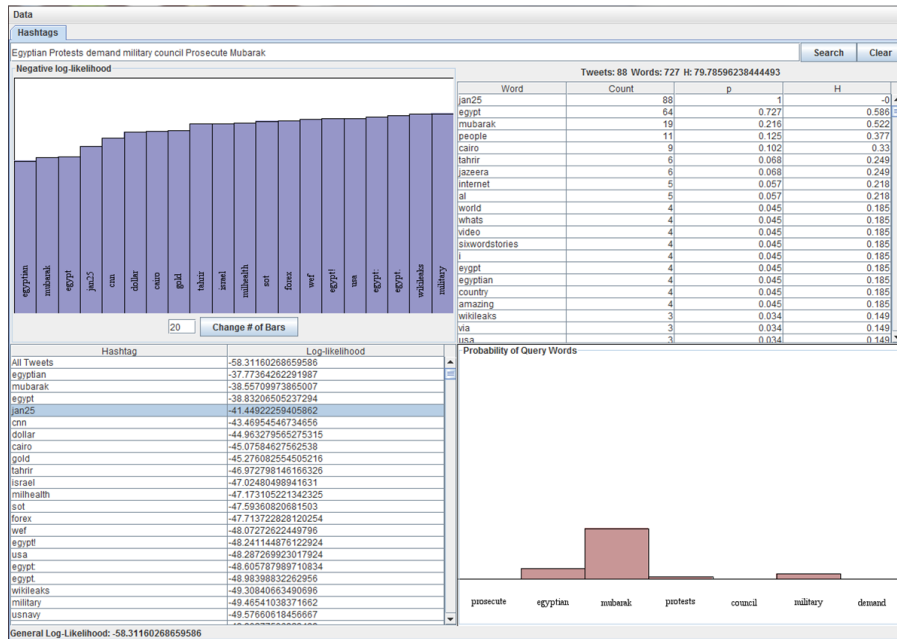 Data
Hashtags
Egyptian Protests demand military council Prosecute Mubarak
Search Clear
Negative log-likelihood
egyptian mubarak egypt jan25 cnn dollar cairo gold tahrir israel milhealth sot forex wef egypt! usa egypt: egypt. wikileaks military
20 Change # of Bars
Tweets: 88 Words: 727 H: 79.78596238444493
Word Count p H
jan25 88 1 -0
egypt 64 0.727 0.586
mubarak 19 0.216 0.522
people 11 0.125 0.377
cairo 9 0.102 0.33
tahrir 6 0.068 0.249
jazeera 6 0.068 0.249
internet 5 0.057 0.218
al 5 0.057 0.218
world 4 0.045 0.185
whats 4 0.045 0.185
video 4 0.045 0.185
sixwordstories 4 0.045 0.185
i 4 0.045 0.185
eygpt 4 0.045 0.185
egyptian 4 0.045 0.185
country 4 0.045 0.185
amazing 4 0.045 0.185
wikileaks 3 0.034 0.149
via 3 0.034 0.149
usa 3 0.034 0.149
Hashtag Log-likelihood
All Tweets -58.31160268659586
egyptian -37.77364262291987
mubarak -38.55709973865007
egypt -38.83206505237294
jan25 -41.44922259405862
cnn -43.46954546734656
dollar -44.963279565275315
cairo -45.07584627562538
gold -45.276082554505216
tahrir -46.972798146166326
israel -47.02480498941631
milhealth -47.173105221342325
sot -47.59360820681503
forex -47.713722828120254
wef -48.07272622449796
egypt! -48.241144876122924
usa -48.287269923017924
egypt: -48.605787989710834
egypt. -48.98398832262956
wikileaks -49.30840663490696
military -49.46541038371662
usnavy -49.57660618456667
Probability of Query Words
prosecute egyptian mubarak protests council military demand
General Log-Likelihood: -58.31160268659586